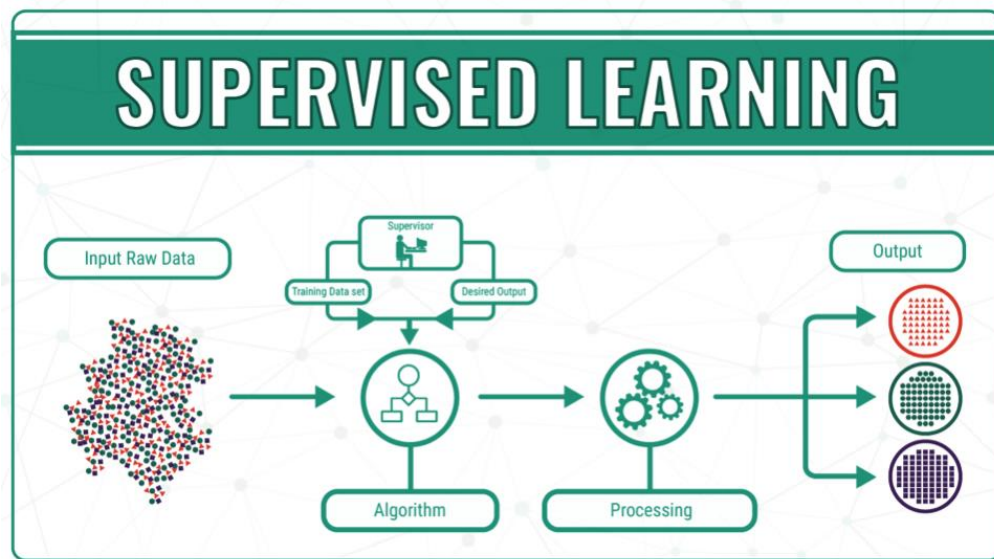 SUPERVISED LEARNING
Input Raw Data
Supervisor
Training Data set
Desired Output
Output
Algorithm
Processing